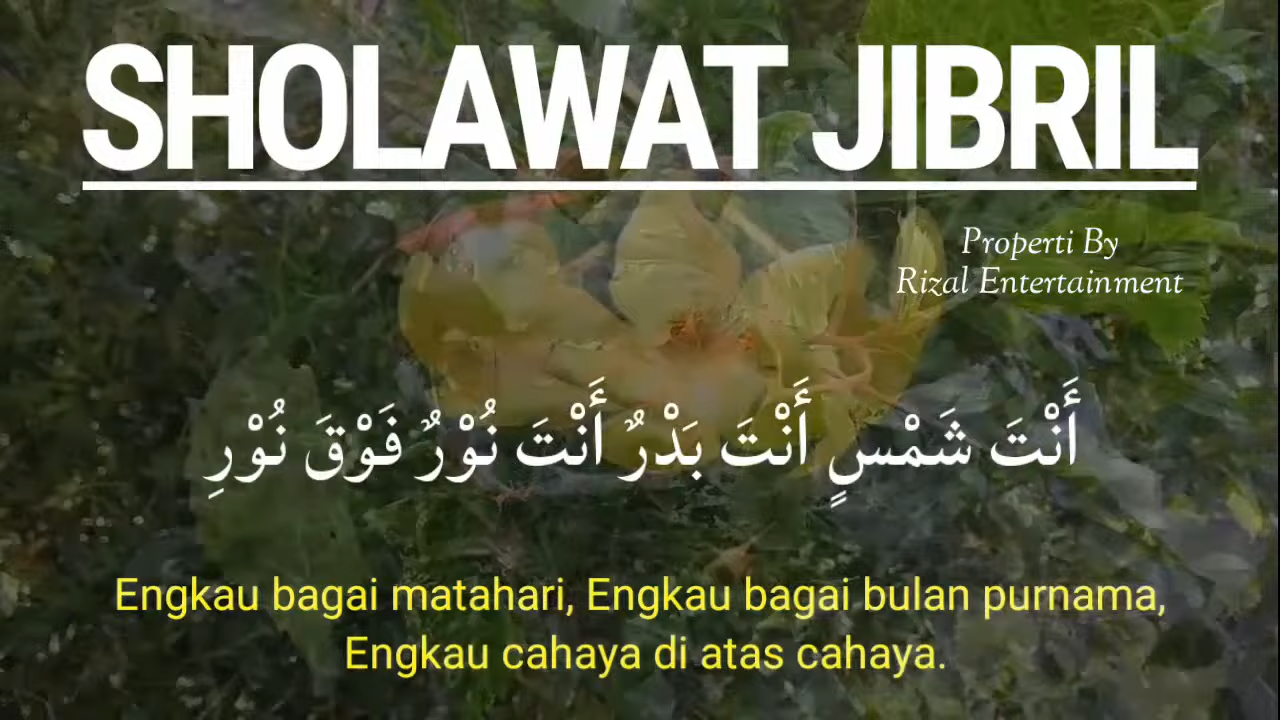 SHOLAWAT JIBRIL
Properti By
Rizal Entertainment
أَنْتَ شَمْسٍ أَنْتَ بَدْرٌ أَنْتَ نُوْرٌ فَوْقَ نُوْرِ
Engkau bagai matahari, Engkau bagai bulan purnama,
Engkau cahaya di atas cahaya.